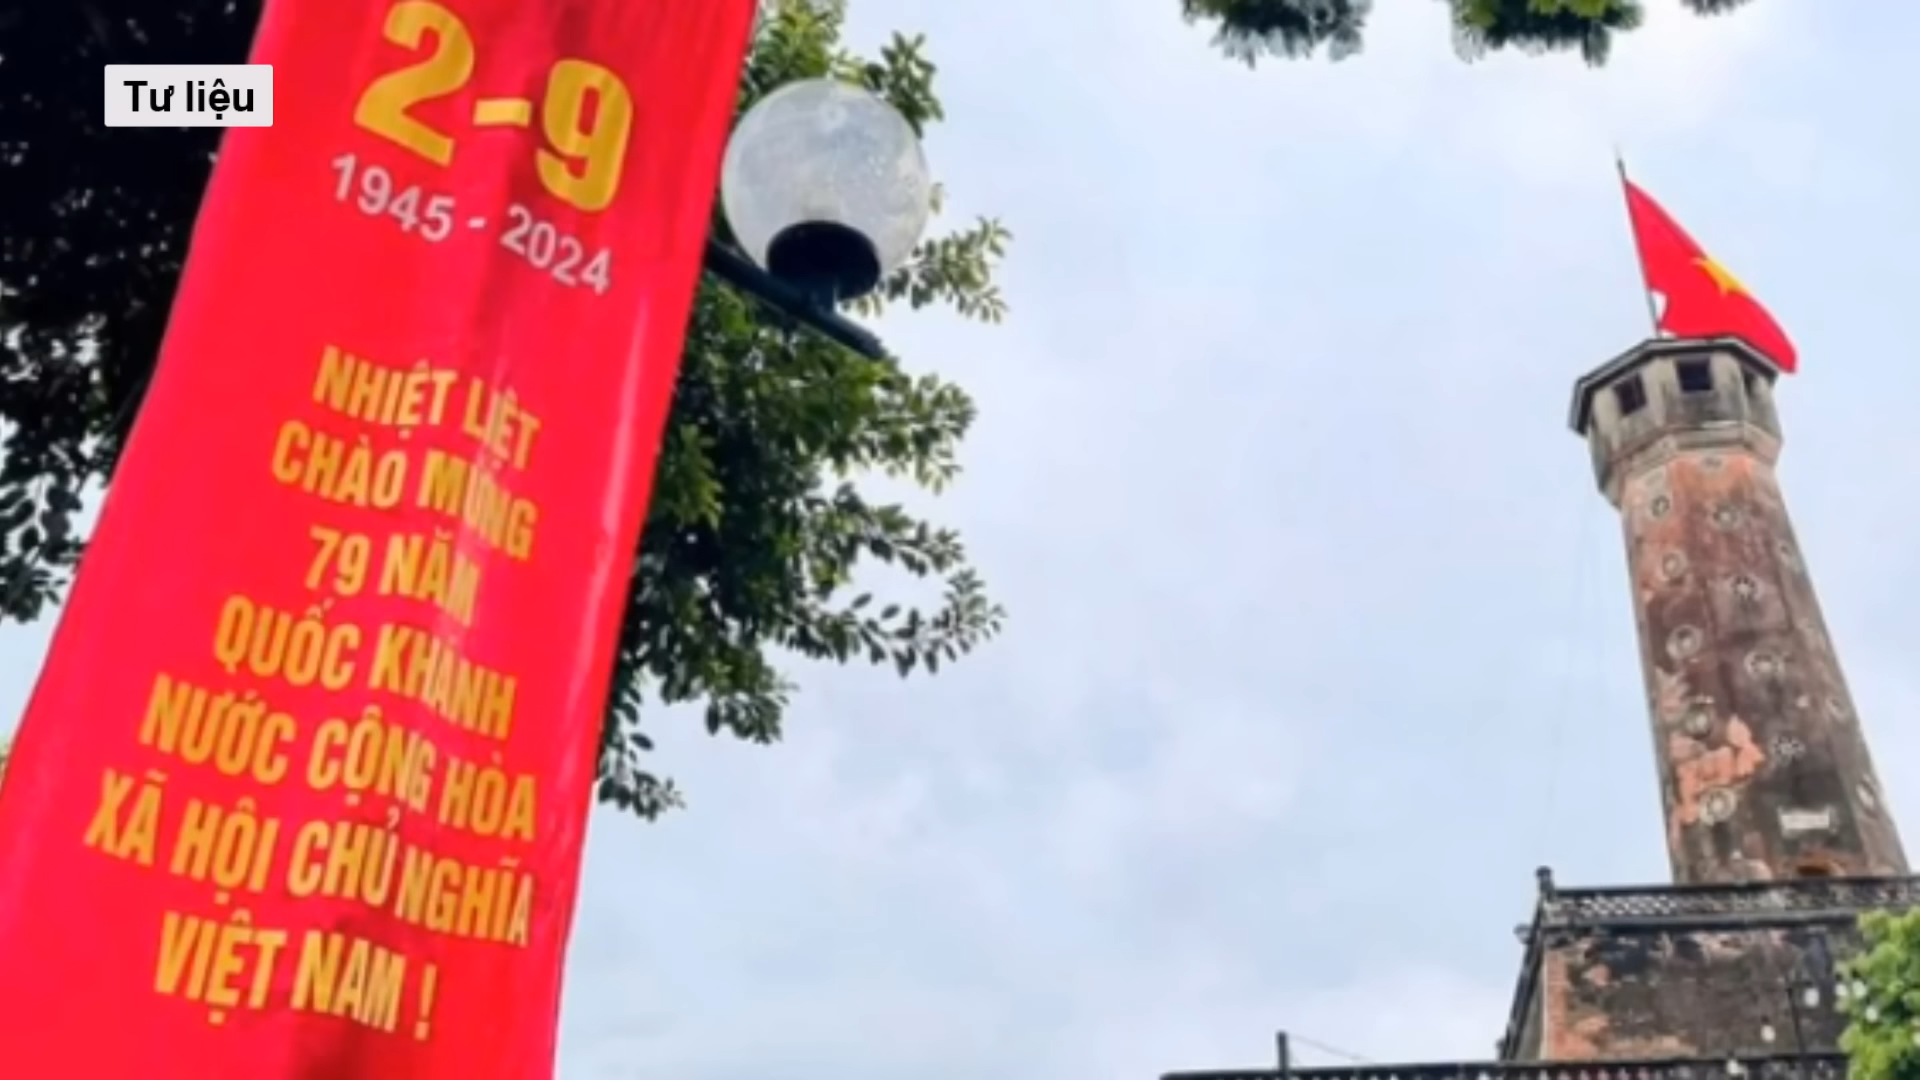 Tư liệu
2-9
1945 - 2024
NHIỆT LIỆT
CHÀO MỪNG
79 NĂM
QUỐC KHÁNH
NƯỚC CỘNG HÒA
XÃ HỘI CHỦ NGHĨA
VIỆT NAM !